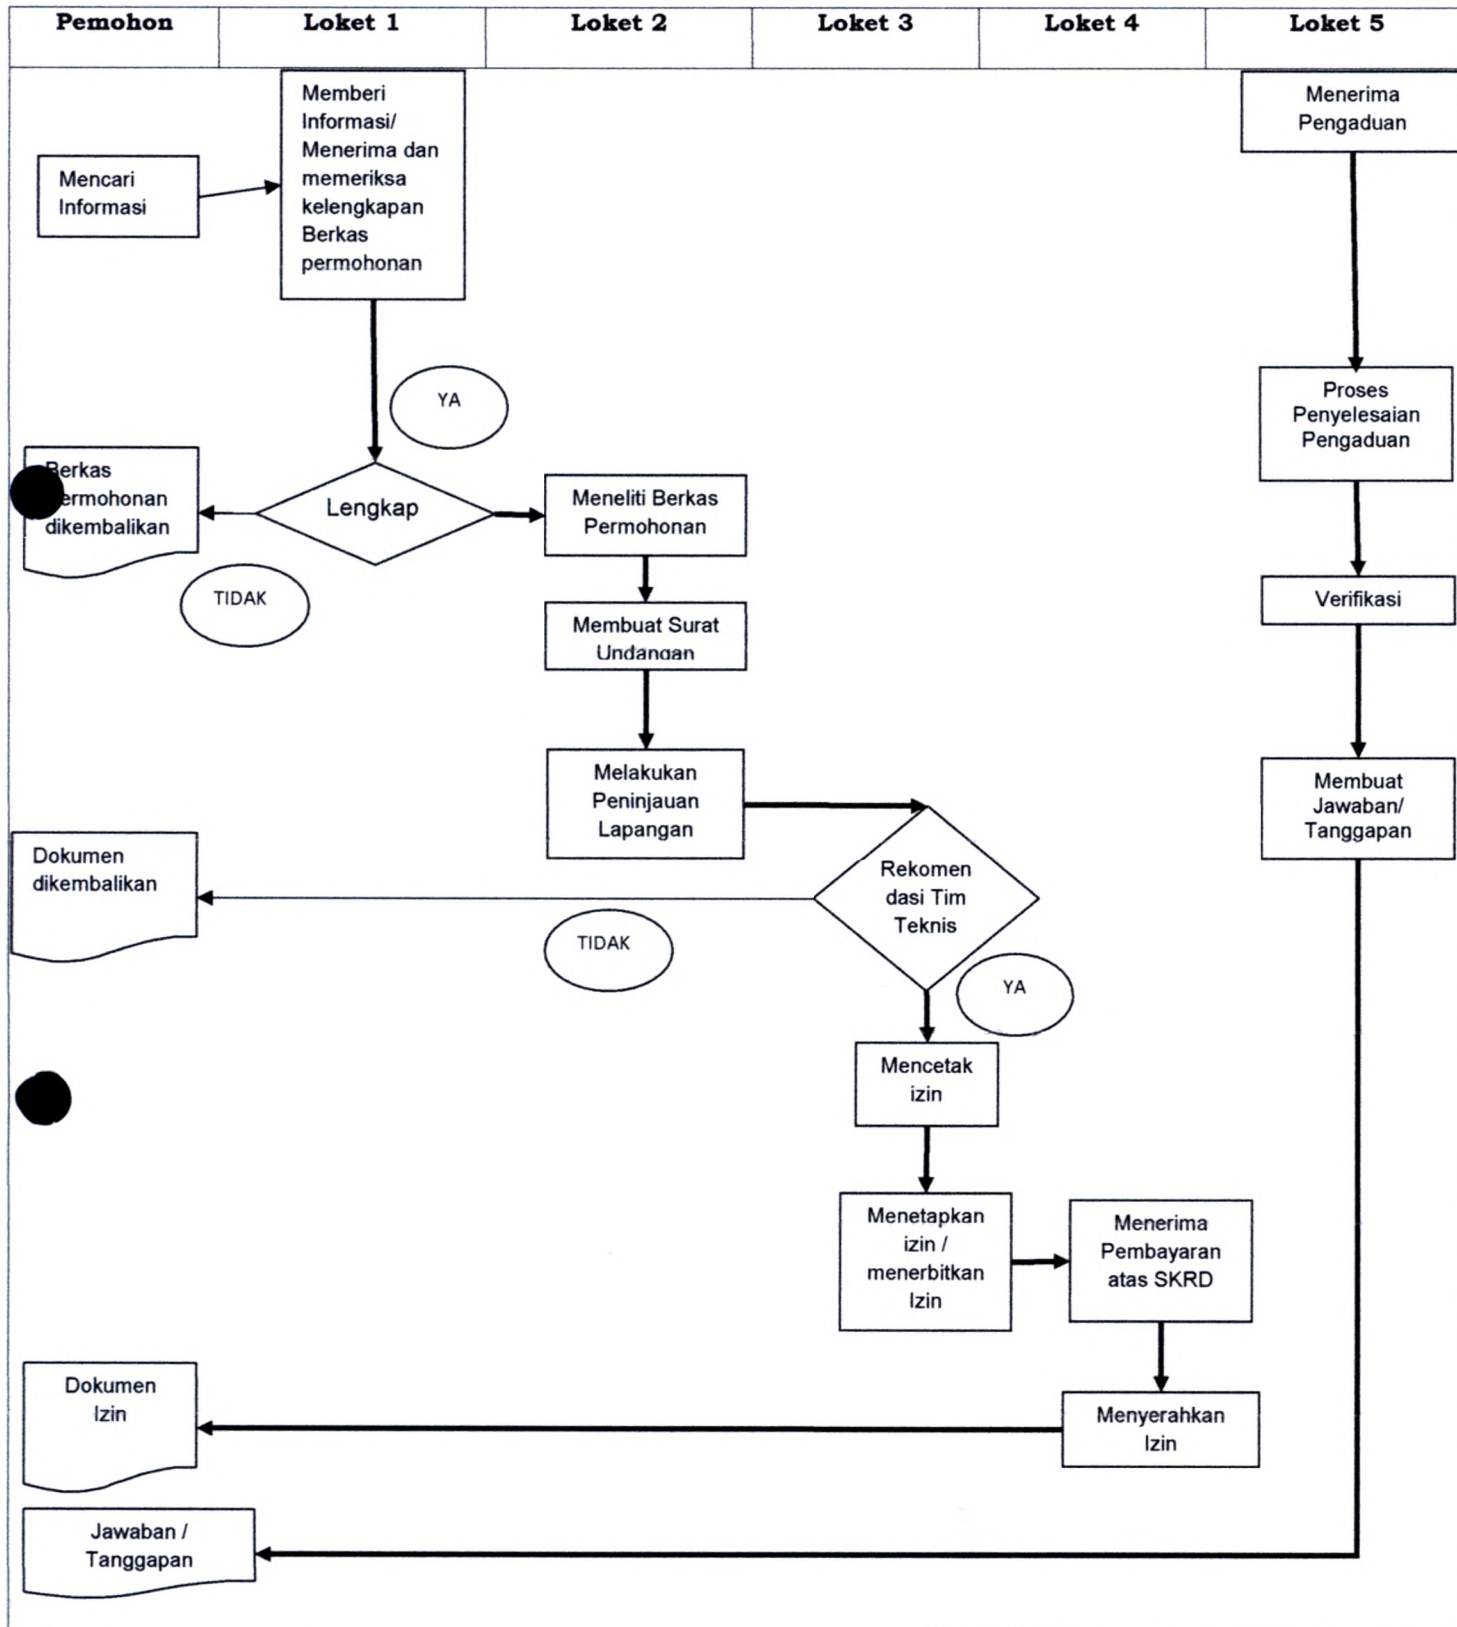 Pemohon
Loket 1
Loket 2
Loket 3
Loket 4
Loket 5
Mencari
Informasi
Memberi
Informasi/
Menerima dan
memeriksa
kelengkapan
Berkas
permohonan
Menerima
Pengaduan
YA
Proses
Penyelesaian
Pengaduan
Berkas
ermohonan
dikembalikan
Lengkap
Meneliti Berkas
Permohonan
TIDAK
Membuat Surat
Undangan
Verifikasi
Melakukan
Peninjauan
Lapangan
Membuat
Jawaban/
Tanggapan
Dokumen
dikembalikan
Rekomen
dasi Tim
Teknis
TIDAK
YA
Mencetak
izin
Menetapkan
izin /
menerbitkan
Izin
Menerima
Pembayaran
atas SKRD
Dokumen
Izin
Menyerahkan
Izin
Jawaban /
Tanggapan